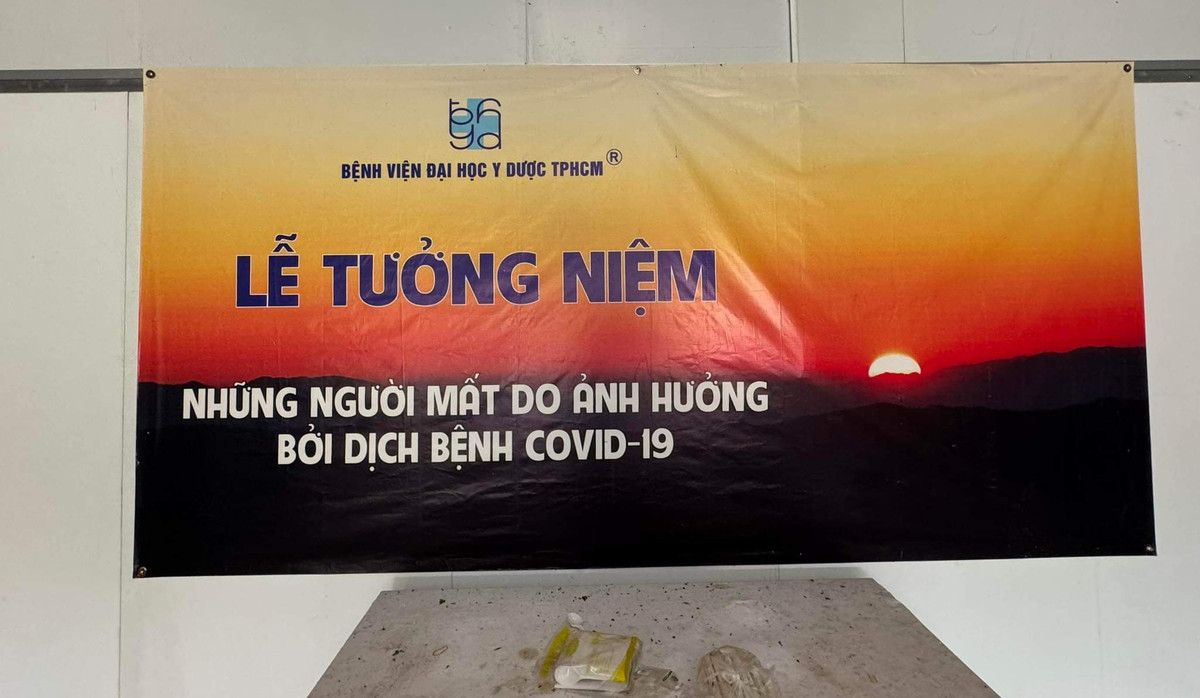 BỆNH VIỆN ĐẠI HỌC Y DƯỢC TPHCM®
LỄ TƯỞNG NIỆM
NHỮNG NGƯỜI MẤT DO ẢNH HƯỞNG
BỞI DỊCH BỆNH COVID-19